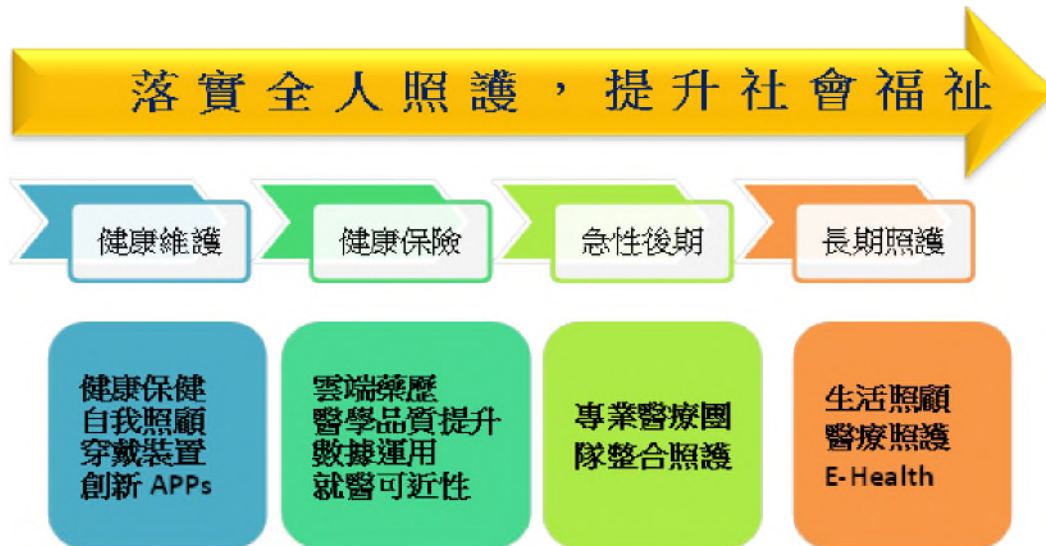 落實全人照護，提升社會福祉
健康維護
健康保險
急性後期
長期照護
健康保健
自我照顧
穿戴裝置
創新 APPs
雲端藥歷
醫學品質提升
數據運用
就醫可近性
專業醫療團
隊整合照護
生活照顧
醫療照護
E-Health